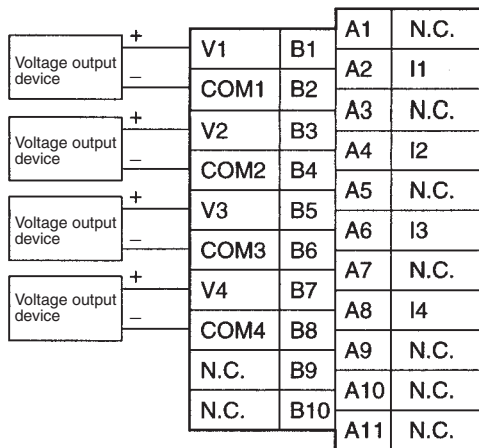 A1 N.C.
+ V1 B1
Voltage output
device
A2 I1
– COM1 B2
A3 N.C.
+ V2 B3
Voltage output
device
A4 I2
– COM2 B4
A5 N.C.
+ V3 B5
Voltage output
device
A6 I3
– COM3 B6
A7 N.C.
+ V4 B7
Voltage output
device
A8 I4
– COM4 B8
A9 N.C.
N.C. B9
A10 N.C.
N.C. B10
A11 N.C.